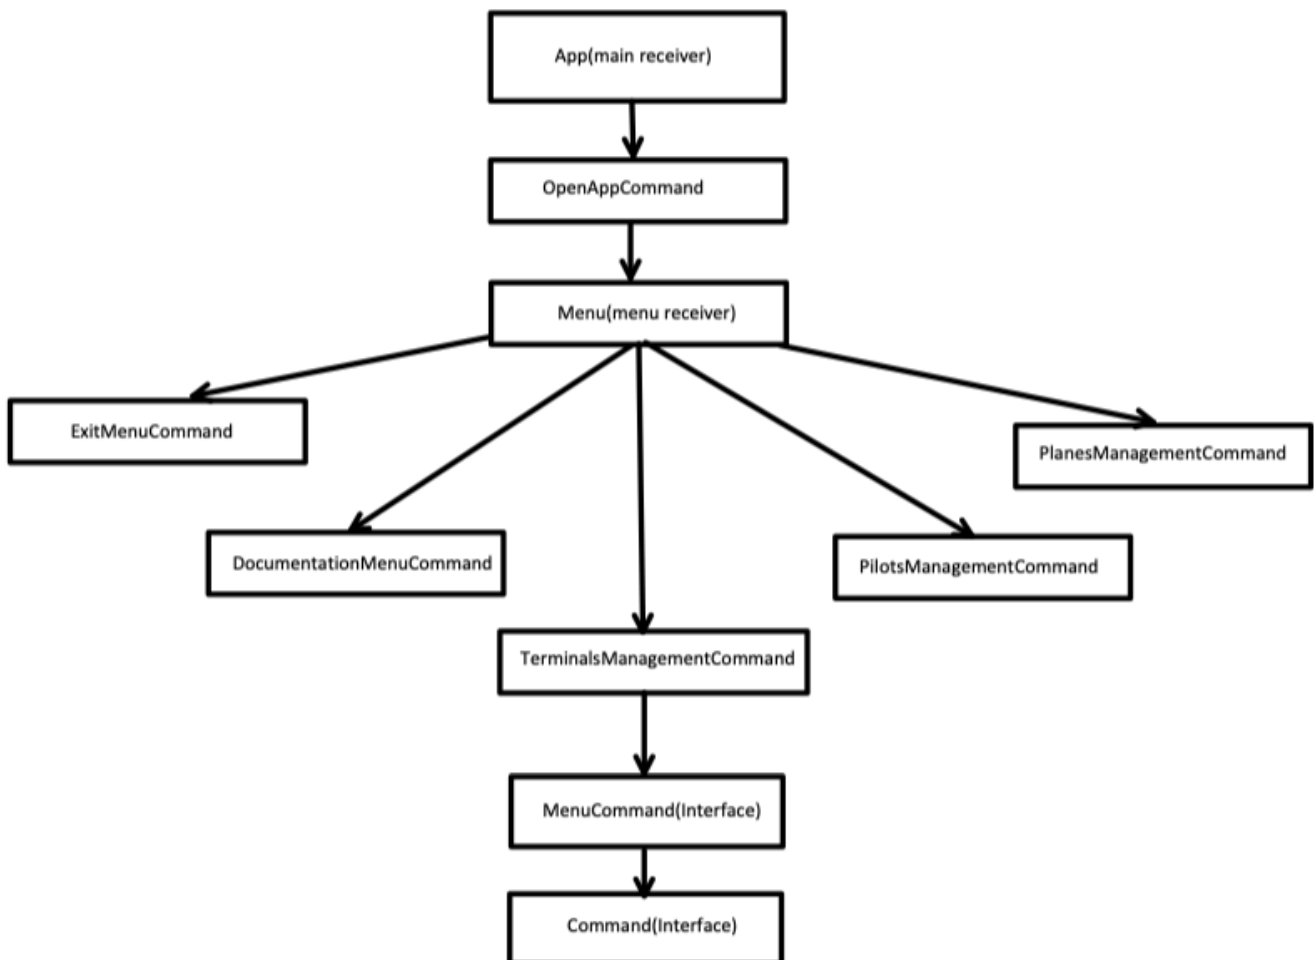 App(main receiver)
OpenAppCommand
Menu(menu receiver)
ExitMenuCommand
PlanesManagementCommand
DocumentationMenuCommand
PilotsManagementCommand
TerminalsManagementCommand
MenuCommand(Interface)
Command(Interface)